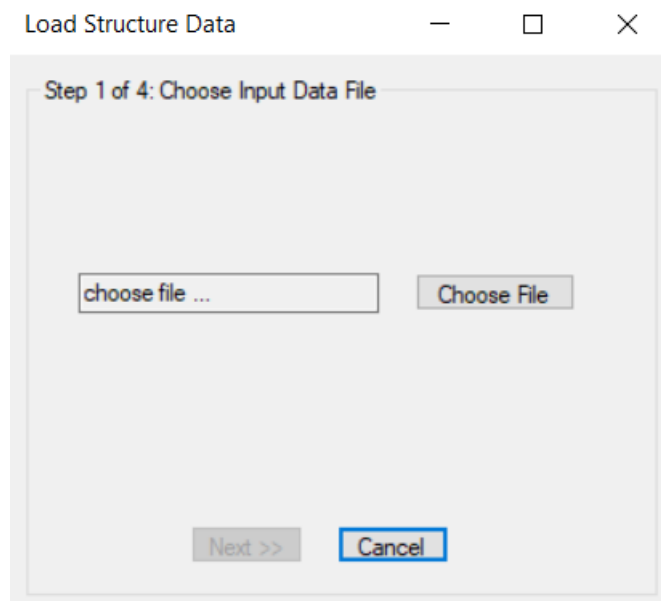 Load Structure Data
Step 1 of 4: Choose Input Data File
choose file ... Choose File
Next >> Cancel